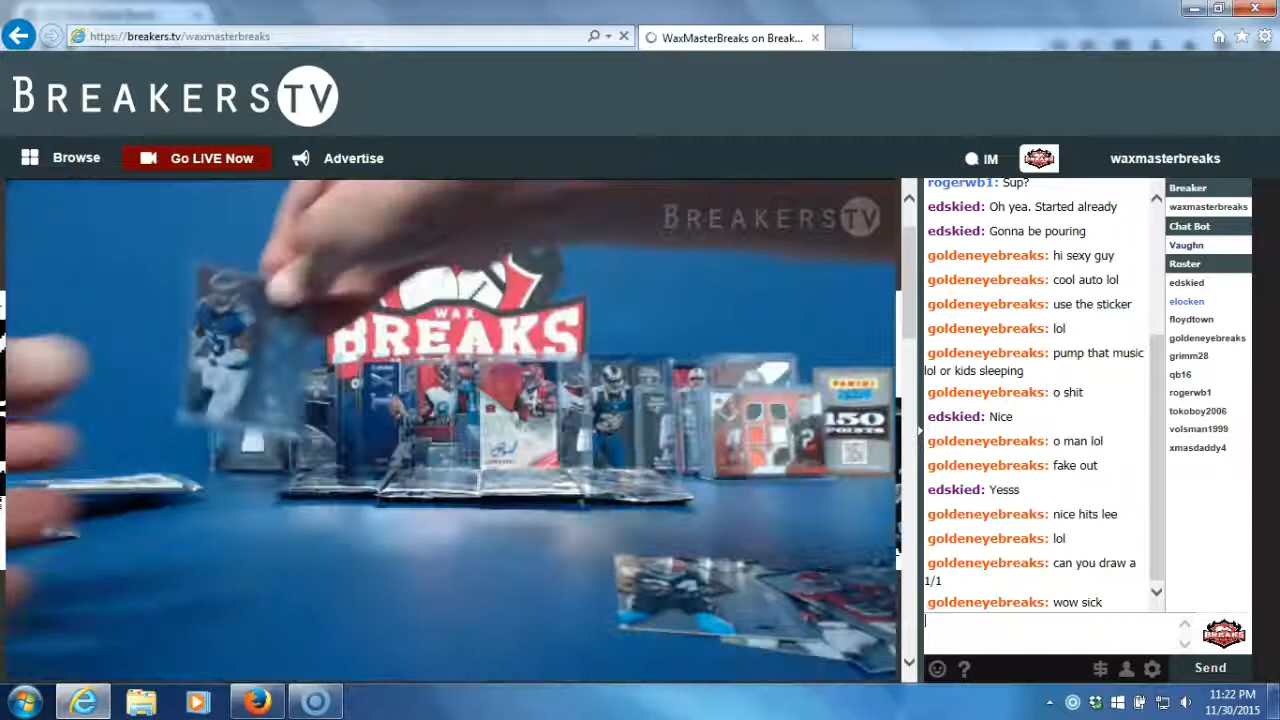 https://breakers.tv/waxmasterbreaks
WaxMasterBreaks on Break...
BREAKERSTV
Browse
Go LIVE Now
Advertise
IM
waxmasterbreaks
BREAKERSTV
WAX
BREAKS
PANINI
150
POINTS
rogerwb1: Sup?
edskied: Oh yea. Started already
edskied: Gonna be pouring
goldeneyebreaks: hi sexy guy
goldeneyebreaks: cool auto lol
goldeneyebreaks: use the sticker
goldeneyebreaks: lol
goldeneyebreaks: pump that music
lol or kids sleeping
goldeneyebreaks: o shit
edskied: Nice
goldeneyebreaks: o man lol
goldeneyebreaks: fake out
edskied: Yesss
goldeneyebreaks: nice hits lee
goldeneyebreaks: lol
goldeneyebreaks: can you draw a
1/1
goldeneyebreaks: wow sick
Breaker
waxmasterbreaks
Chat Bot
Vaughn
Roster
edskied
elocken
floydtown
goldeneyebreaks
grimm28
qb16
rogerwb1
tokoboy2006
volsman1999
xmasdaddy4
BREAKS
Send
11:22 PM
11/30/2015